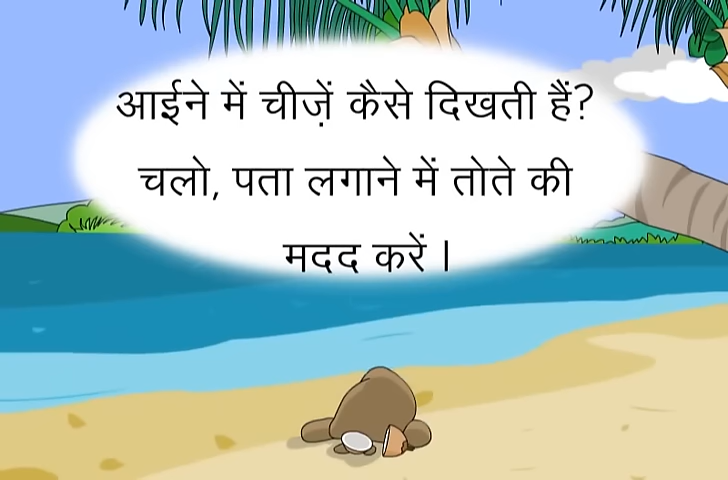 आईने में चीज़ें कैसे दिखती हैं?
चलो, पता लगाने में तोते की
मदद करें ।